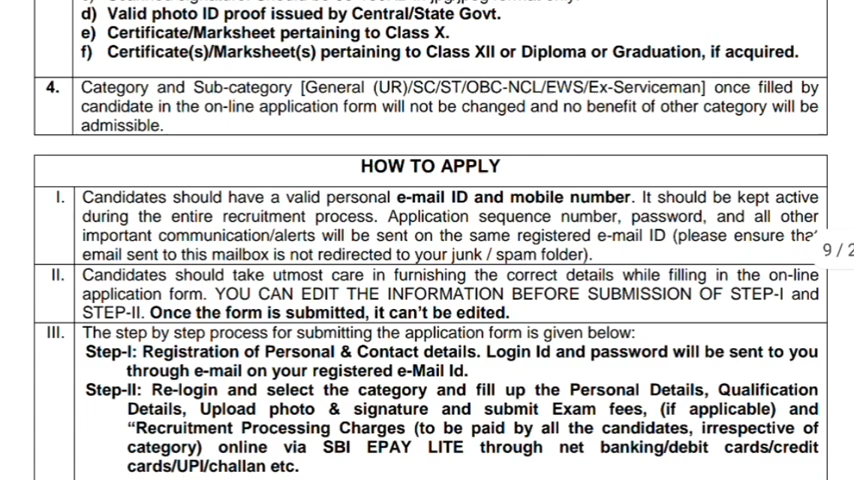 d) Valid photo ID proof issued by Central/State Govt.
e) Certificate/Marksheet pertaining to Class X.
f) Certificate(s)/Marksheet(s) pertaining to Class XII or Diploma or Graduation, if acquired.
4. Category and Sub-category [General (UR)/SC/ST/OBC-NCL/EWS/Ex-Serviceman] once filled by
candidate in the on-line application form will not be changed and no benefit of other category will be
admissible.
HOW TO APPLY
I. Candidates should have a valid personal e-mail ID and mobile number. It should be kept active
during the entire recruitment process. Application sequence number, password, and all other
important communication/alerts will be sent on the same registered e-mail ID (please ensure that
email sent to this mailbox is not redirected to your junk / spam folder).
9 / 2
II. Candidates should take utmost care in furnishing the correct details while filling in the on-line
application form. YOU CAN EDIT THE INFORMATION BEFORE SUBMISSION OF STEP-I and
STEP-II. Once the form is submitted, it can't be edited.
III. The step by step process for submitting the application form is given below:
Step-I: Registration of Personal & Contact details. Login Id and password will be sent to you
through e-mail on your registered e-Mail Id.
Step-II: Re-login and select the category and fill up the Personal Details, Qualification
Details, Upload photo & signature and submit Exam fees, (if applicable) and
“Recruitment Processing Charges (to be paid by all the candidates, irrespective of
category) online via SBI EPAY LITE through net banking/debit cards/credit
cards/UPI/challan etc.